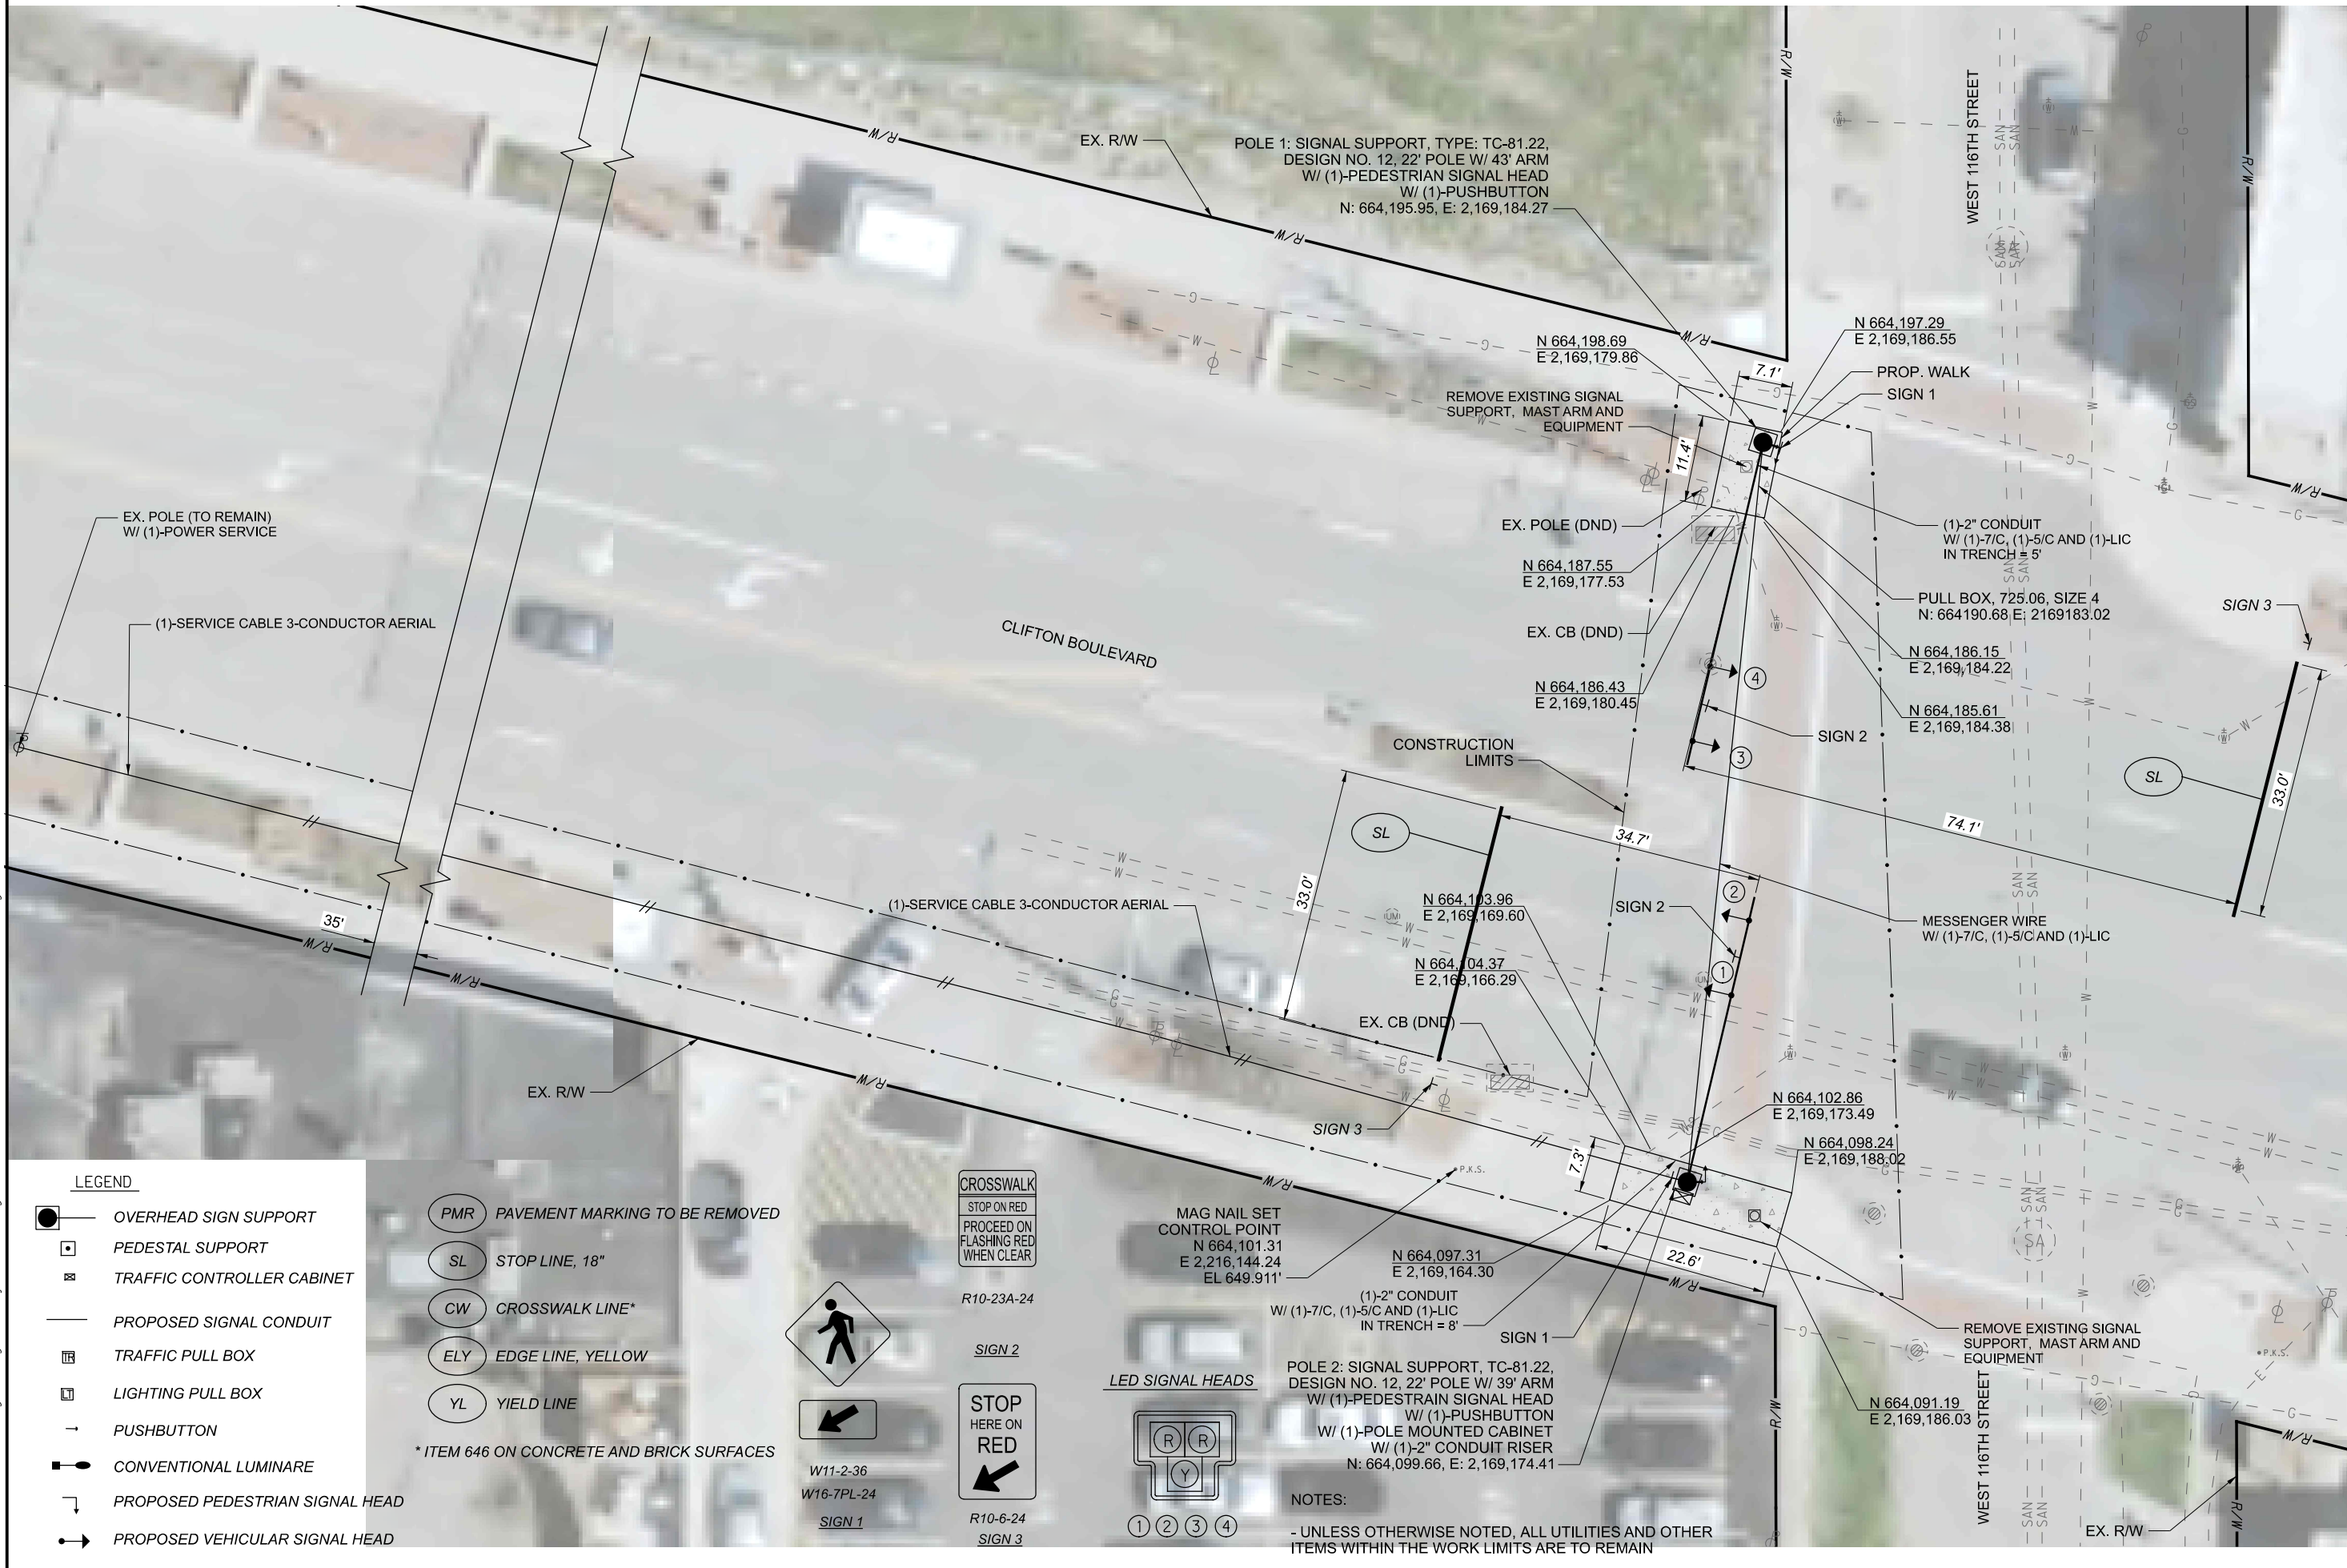 EX. R/W
POLE 1: SIGNAL SUPPORT, TYPE: TC-81.22,
DESIGN NO. 12, 22' POLE W/ 43' ARM
W/ (1)-PEDESTRIAN SIGNAL HEAD
W/ (1)-PUSHBUTTON
N: 664,195.95, E: 2,169,184.27
R/W
R/W
R/W
R/W
R/W
R/W
WEST 116TH STREET
SAN
SAN
N 664,198.69
E 2,169,179.86
N 664,197.29
E 2,169,186.55
7.1'
PROP. WALK
SIGN 1
REMOVE EXISTING SIGNAL
SUPPORT, MAST ARM AND
EQUIPMENT
11.4'
EX. POLE (DND)
(1)-2" CONDUIT
W/ (1)-7/C, (1)-5/C AND (1)-LIC
IN TRENCH = 5'
N 664,187.55
E 2,169,177.53
PULL BOX, 725.06, SIZE 4
N: 664190.68 E: 2169183.02
SIGN 3
EX. CB (DND)
N 664,186.15
E 2,169,184.22
N 664,186.43
E 2,169,180.45
N 664,185.61
E 2,169,184.38
4
SIGN 2
3
EX. POLE (TO REMAIN)
W/ (1)-POWER SERVICE
(1)-SERVICE CABLE 3-CONDUCTOR AERIAL
CLIFTON BOULEVARD
CONSTRUCTION
LIMITS
SL
33.0'
74.1'
SL
34.7'
33.0'
(1)-SERVICE CABLE 3-CONDUCTOR AERIAL
N 664,103.96
E 2,169,169.60
SIGN 2
2
1
MESSENGER WIRE
W/ (1)-7/C, (1)-5/C AND (1)-LIC
N 664,104.37
E 2,169,166.29
EX. CB (DND)
35'
R/W
R/W
R/W
EX. R/W
SIGN 3
N 664,102.86
E 2,169,173.49
N 664,098.24
E 2,169,188.02
7.3'
P.K.S.
R/W
MAG NAIL SET
CONTROL POINT
N 664,101.31
E 2,216,144.24
EL 649.911'
N 664,097.31
E 2,169,164.30
22.6'
R/W
SA
(1)-2" CONDUIT
W/ (1)-7/C, (1)-5/C AND (1)-LIC
IN TRENCH = 8'
SIGN 1
REMOVE EXISTING SIGNAL
SUPPORT, MAST ARM AND
EQUIPMENT
P.K.S.
POLE 2: SIGNAL SUPPORT, TC-81.22,
DESIGN NO. 12, 22' POLE W/ 39' ARM
W/ (1)-PEDESTRAIN SIGNAL HEAD
W/ (1)-PUSHBUTTON
W/ (1)-POLE MOUNTED CABINET
W/ (1)-2" CONDUIT RISER
N: 664,099.66, E: 2,169,174.41
N 664,091.19
E 2,169,186.03
WEST 116TH STREET
R/W
R/W
R/W
EX. R/W
NOTES:
- UNLESS OTHERWISE NOTED, ALL UTILITIES AND OTHER
ITEMS WITHIN THE WORK LIMITS ARE TO REMAIN
LEGEND
OVERHEAD SIGN SUPPORT
PEDESTAL SUPPORT
TRAFFIC CONTROLLER CABINET
PROPOSED SIGNAL CONDUIT
TR TRAFFIC PULL BOX
LT LIGHTING PULL BOX
PUSHBUTTON
CONVENTIONAL LUMINARE
PROPOSED PEDESTRIAN SIGNAL HEAD
PROPOSED VEHICULAR SIGNAL HEAD
PMR PAVEMENT MARKING TO BE REMOVED
SL STOP LINE, 18"
CW CROSSWALK LINE*
ELY EDGE LINE, YELLOW
YL YIELD LINE
* ITEM 646 ON CONCRETE AND BRICK SURFACES
W11-2-36
W16-7PL-24
SIGN 1
CROSSWALK
STOP ON RED
PROCEED ON
FLASHING RED
WHEN CLEAR
R10-23A-24
SIGN 2
STOP
HERE ON
RED
R10-6-24
SIGN 3
LED SIGNAL HEADS
R R
Y
1 2 3 4